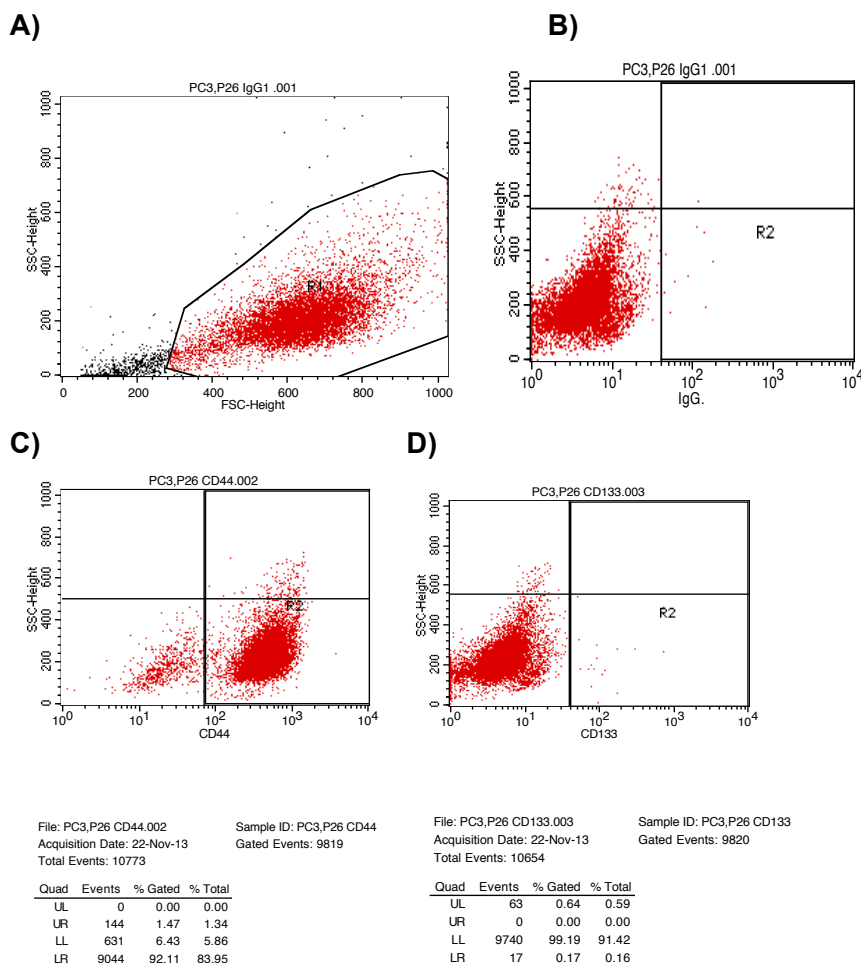 A)
PC3,P26 IgG1 .001
1000
800
600
400
200
0
SSC-Height
R1
0 200 400 600 800 1000
FSC-Height
B)
PC3,P26 IgG1 .001
1000
800
600
400
200
0
SSC-Height
R2
10^0 10^1 10^2 10^3 10^4
IgG.
C)
PC3,P26 CD44.002
1000
800
600
400
200
0
SSC-Height
R2
10^0 10^1 10^2 10^3 10^4
CD44
D)
PC3,P26 CD133.003
1000
800
600
400
200
0
SSC-Height
R2
10^0 10^1 10^2 10^3 10^4
CD133
File: PC3,P26 CD44.002 Sample ID: PC3,P26 CD44
Acquisition Date: 22-Nov-13 Gated Events: 9819
Total Events: 10773
Quad Events % Gated % Total
UL 0 0.00 0.00
UR 144 1.47 1.34
LL 631 6.43 5.86
LR 9044 92.11 83.95
File: PC3,P26 CD133.003 Sample ID: PC3,P26 CD133
Acquisition Date: 22-Nov-13 Gated Events: 9820
Total Events: 10654
Quad Events % Gated % Total
UL 63 0.64 0.59
UR 0 0.00 0.00
LL 9740 99.19 91.42
LR 17 0.17 0.16